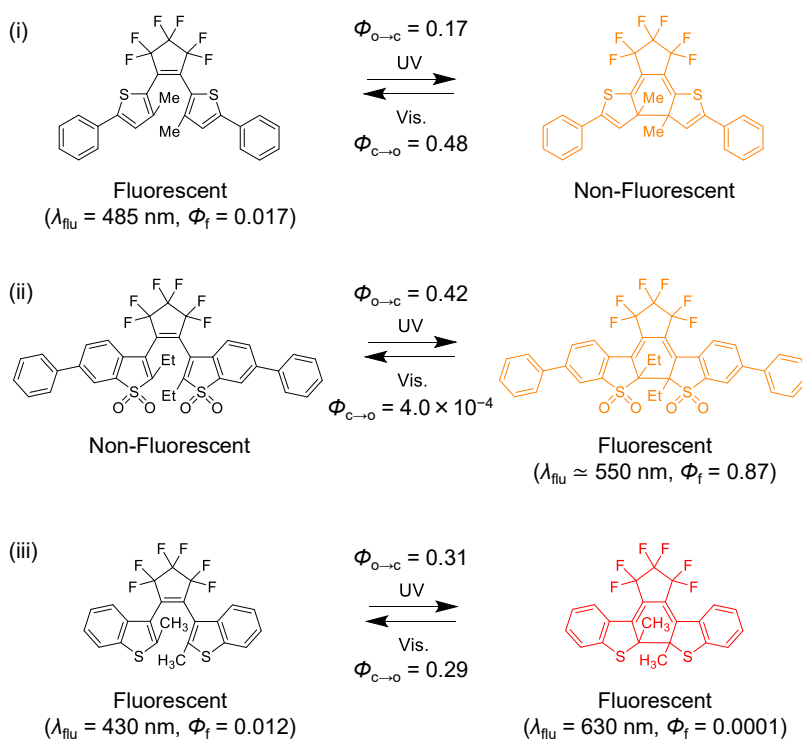 (i)
F F F F F F
S Me Me S
Φo→c = 0.17
UV
Vis.
Φc→o = 0.48
F F F F F F
S Me Me S
Fluorescent
(λflu = 485 nm, Φf = 0.017)
Non-Fluorescent
(ii)
F F F F F F
Et Et
S S
O O O O
Φo→c = 0.42
UV
Vis.
Φc→o = 4.0 × 10⁻⁴
F F F F F F
Et Et
S S
O O O O
Non-Fluorescent
Fluorescent
(λflu ≃ 550 nm, Φf = 0.87)
(iii)
F F F F F F
CH₃
S H₃C S
Φo→c = 0.31
UV
Vis.
Φc→o = 0.29
F F F F F F
CH₃
S H₃C S
Fluorescent
(λflu = 430 nm, Φf = 0.012)
Fluorescent
(λflu = 630 nm, Φf = 0.0001)